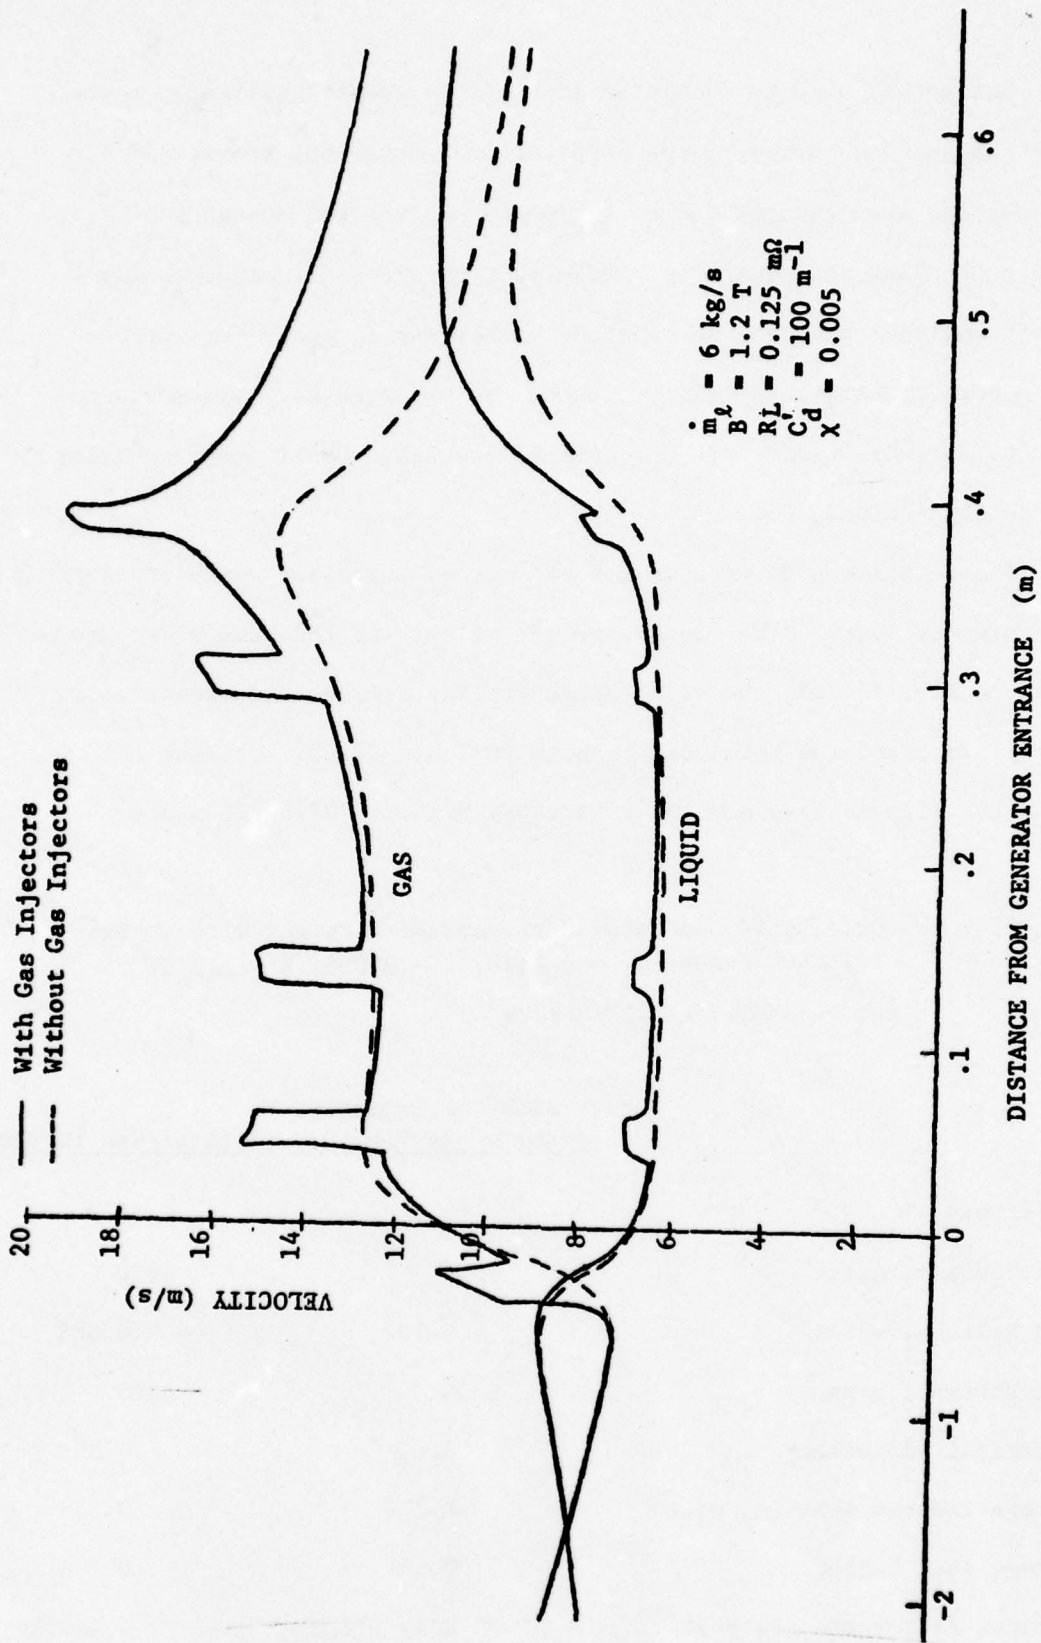 With Gas Injectors
Without Gas Injectors
VELOCITY (m/s)
20
18
16
14
12
10
8
6
4
2
0
GAS
LIQUID
ṁℓ = 6 kg/s
B = 1.2 T
RL = 0.125 mΩ
C'd = 100 m-1
X = 0.005
-2
-1
.1
.2
.3
.4
.5
.6
DISTANCE FROM GENERATOR ENTRANCE (m)